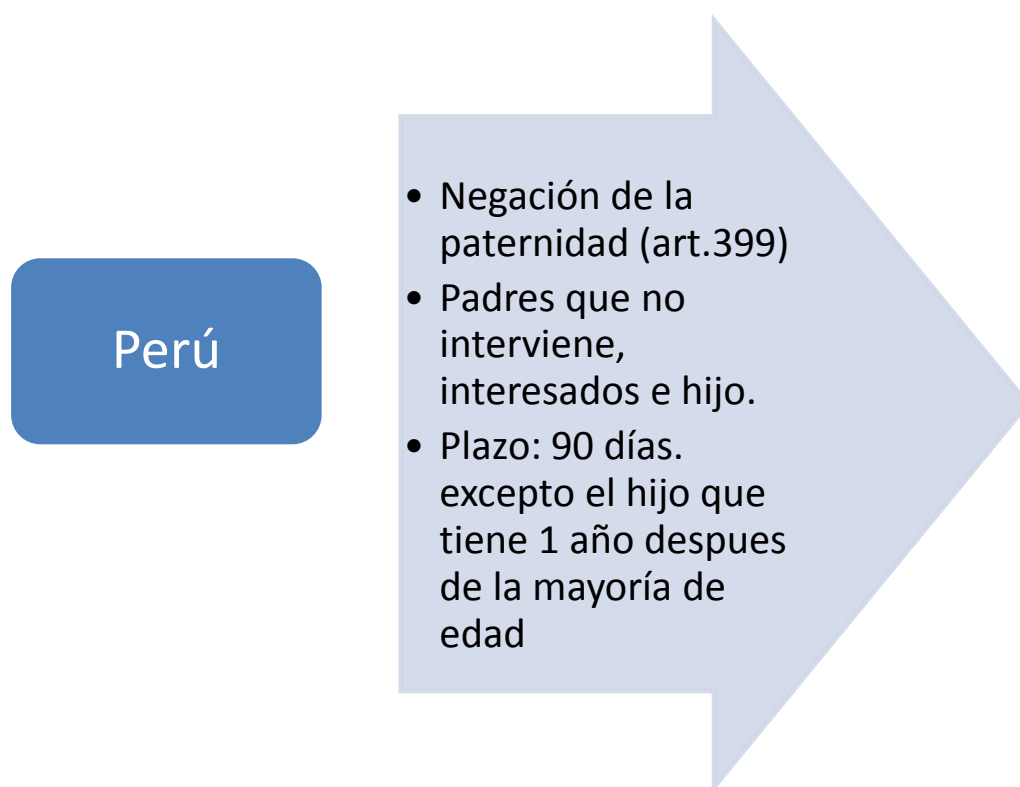 Perú
• Negación de la
paternidad (art.399)
• Padres que no
interviene,
interesados e hijo.
• Plazo: 90 días.
excepto el hijo que
tiene 1 año despues
de la mayoría de
edad